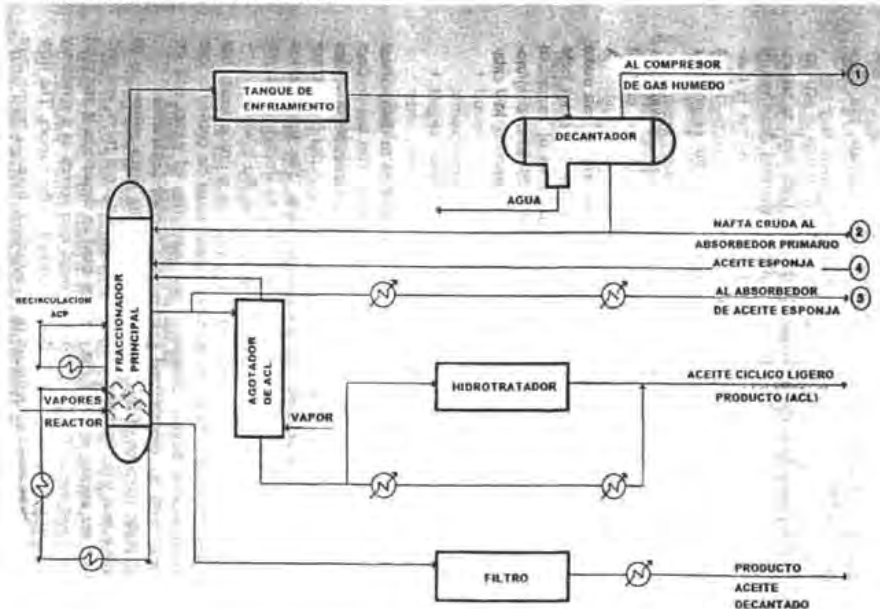 AL COMPRESOR
DE GAS HUMEDO
1
TANQUE DE
ENFRIAMIENTO
DECANTADOR
AGUA
NAFTA CRUDA AL
ABSORBEDOR PRIMARIO
2
ACEITE ESPONJA
4
AL ABSORBEDOR
DE ACEITE ESPONJA
3
RECIRCULACION
ACP
FRACCIONADOR
PRINCIPAL
VAPORES
REACTOR
AGOTADOR
DE ACL
VAPOR
HIDROTRATADOR
ACEITE CICLICO LIGERO
PRODUCTO (ACL)
FILTRO
PRODUCTO
ACEITE
DECANTADO